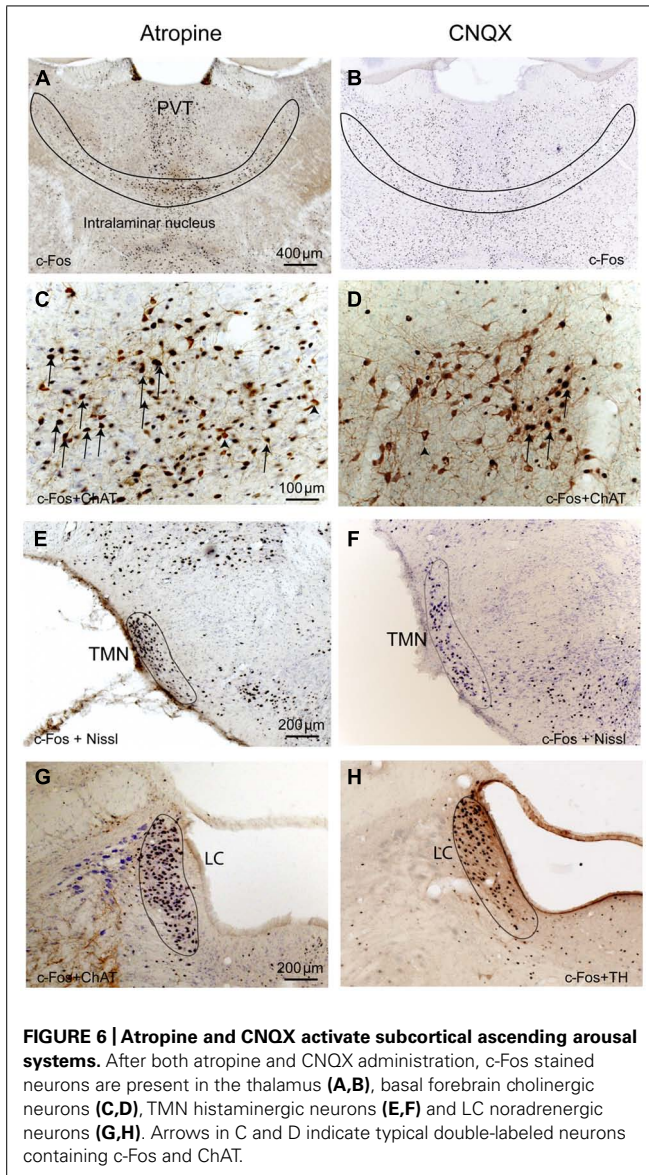 Atropine
CNQX
A
PVT
Intralaminar nucleus
c-Fos
400µm
B
c-Fos
C
c-Fos+ChAT
100µm
D
c-Fos+ChAT
E
TMN
c-Fos + Nissl
200µm
F
TMN
c-Fos + Nissl
G
LC
c-Fos+ChAT
200µm
H
LC
c-Fos+TH
FIGURE 6 | Atropine and CNQX activate subcortical ascending arousal
systems. After both atropine and CNQX administration, c-Fos stained
neurons are present in the thalamus (A,B), basal forebrain cholinergic
neurons (C,D), TMN histaminergic neurons (E,F) and LC noradrenergic
neurons (G,H). Arrows in C and D indicate typical double-labeled neurons
containing c-Fos and ChAT.